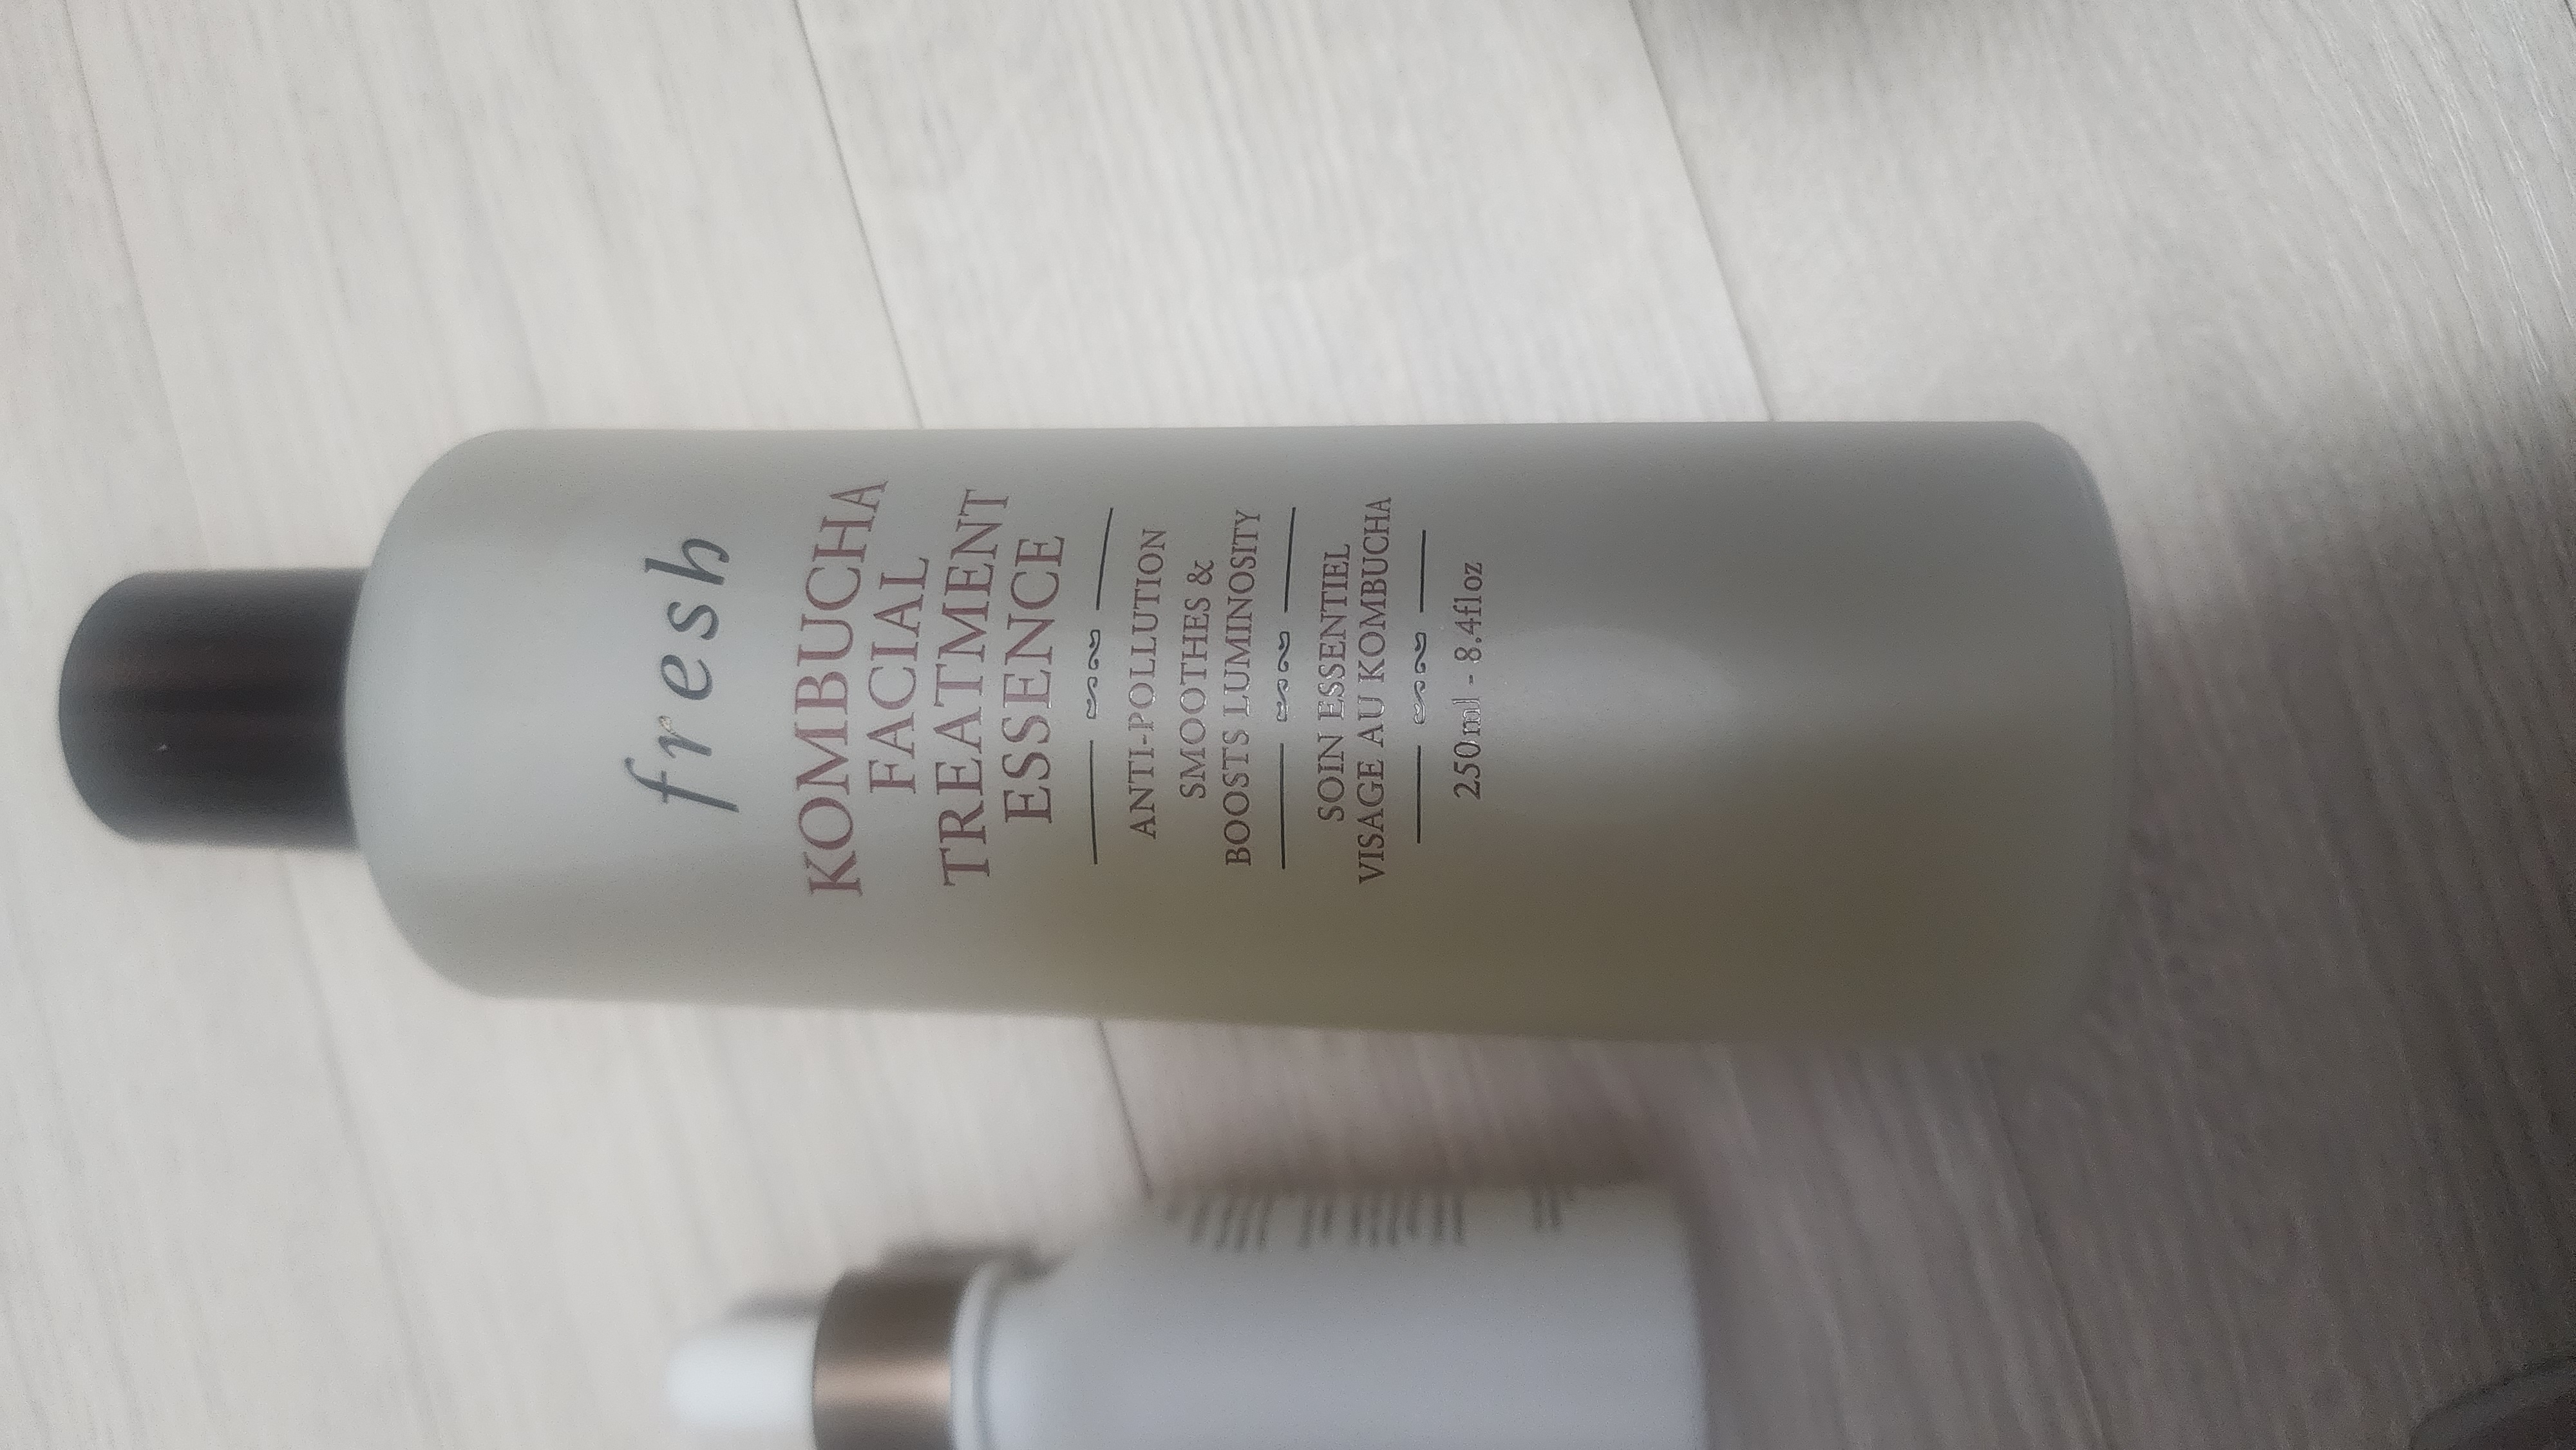 fresh
KOMBUCHA
FACIAL
TREATMENT
ESSENCE
ANTI-POLLUTION
SMOOTHES &
BOOSTS LUMINOSITY
SOIN ESSENTIEL
VISAGE AU KOMBUCHA
250ml - 8.4fl oz